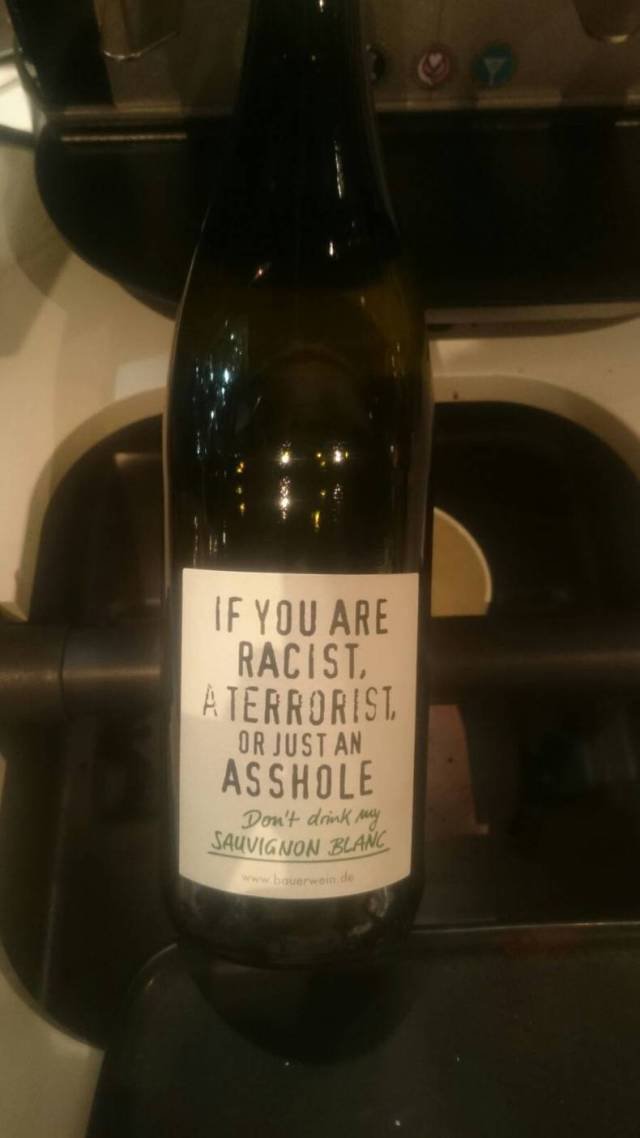 IF YOU ARE
RACIST,
A TERRORIST,
OR JUST AN
ASSHOLE
Don't drink my
SAUVIGNON BLANC
www.bauerwein.de